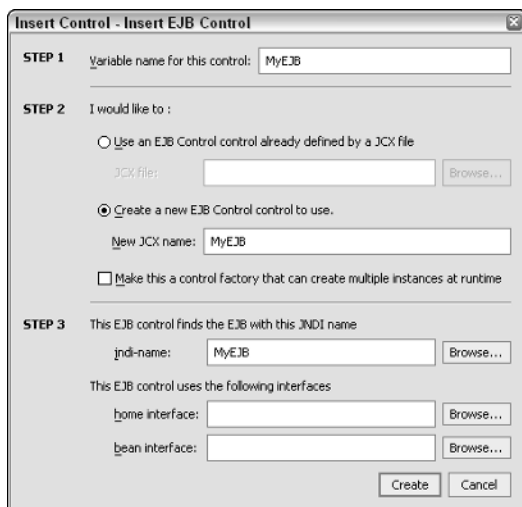 Insert Control - Insert EJB Control
STEP 1 Variable name for this control: MyEJB
STEP 2 I would like to :
Use an EJB Control control already defined by a JCX file
JCX file: Browse...
Create a new EJB Control control to use.
New JCX name: MyEJB
Make this a control factory that can create multiple instances at runtime
STEP 3 This EJB control finds the EJB with this JNDI name
jndi-name: MyEJB Browse...
This EJB control uses the following interfaces
home interface: Browse...
bean interface: Browse...
Create Cancel